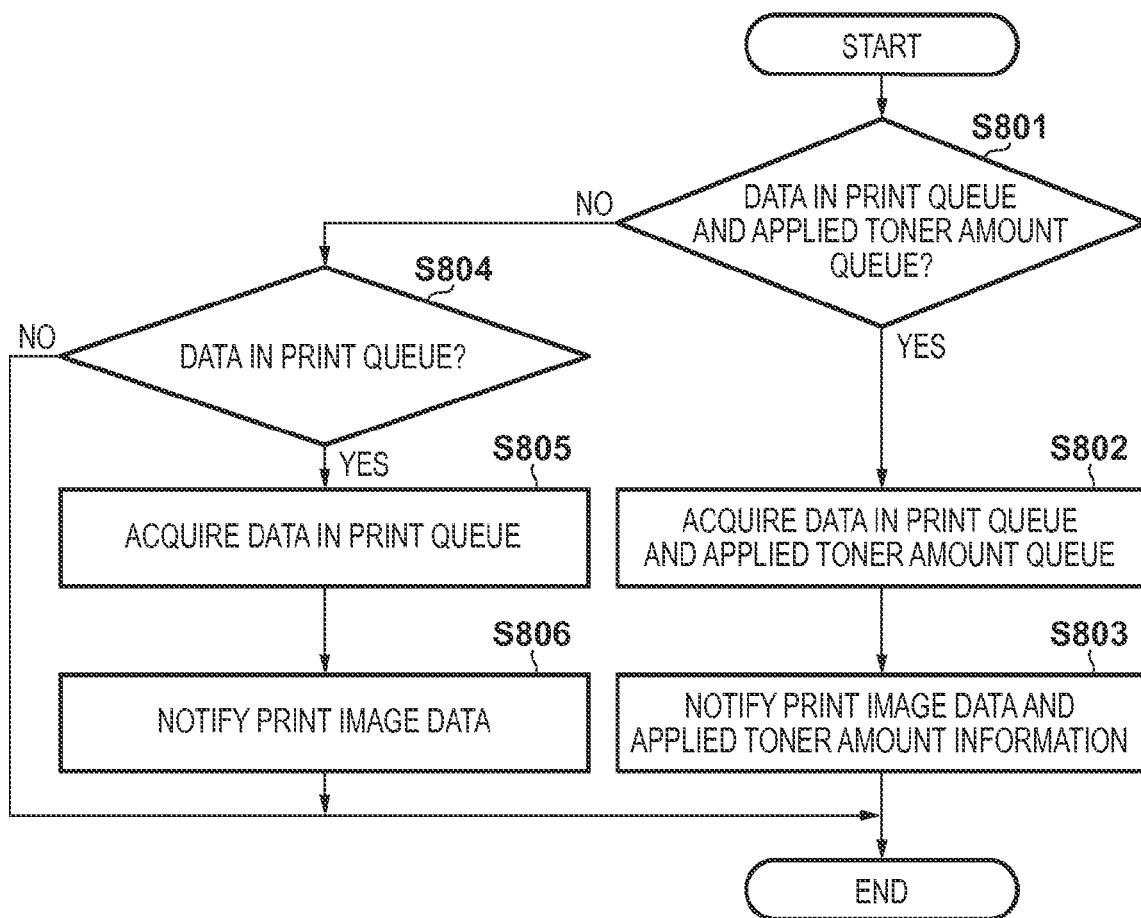 START
S801
DATA IN PRINT QUEUE
AND APPLIED TONER AMOUNT
QUEUE?
NO
YES
S804
DATA IN PRINT QUEUE?
NO
YES
S805
ACQUIRE DATA IN PRINT QUEUE
S802
ACQUIRE DATA IN PRINT QUEUE
AND APPLIED TONER AMOUNT QUEUE
S806
NOTIFY PRINT IMAGE DATA
S803
NOTIFY PRINT IMAGE DATA AND
APPLIED TONER AMOUNT INFORMATION
END